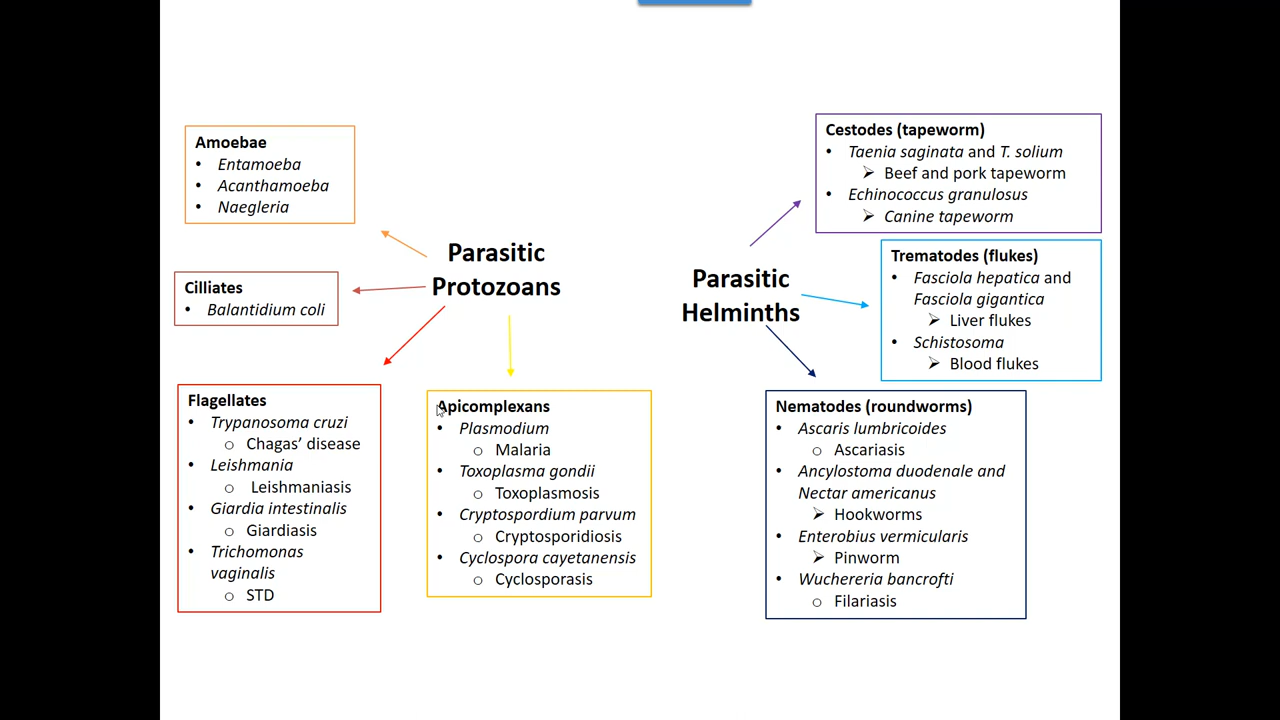 Parasitic
Protozoans
Amoebae
• Entamoeba
• Acanthamoeba
• Naegleria
Cilliates
• Balantidium coli
Flagellates
• Trypanosoma cruzi
o Chagas’ disease
• Leishmania
o Leishmaniasis
• Giardia intestinalis
o Giardiasis
• Trichomonas
vaginalis
o STD
Apicomplexans
• Plasmodium
o Malaria
• Toxoplasma gondii
o Toxoplasmosis
• Cryptospordium parvum
o Cryptosporidiosis
• Cyclospora cayetanensis
o Cyclosporasis
Parasitic
Helminths
Cestodes (tapeworm)
• Taenia saginata and T. solium
➢ Beef and pork tapeworm
• Echinococcus granulosus
➢ Canine tapeworm
Trematodes (flukes)
• Fasciola hepatica and
Fasciola gigantica
➢ Liver flukes
• Schistosoma
➢ Blood flukes
Nematodes (roundworms)
• Ascaris lumbricoides
o Ascariasis
• Ancylostoma duodenale and
Nectar americanus
➢ Hookworms
• Enterobius vermicularis
➢ Pinworm
• Wuchereria bancrofti
o Filariasis